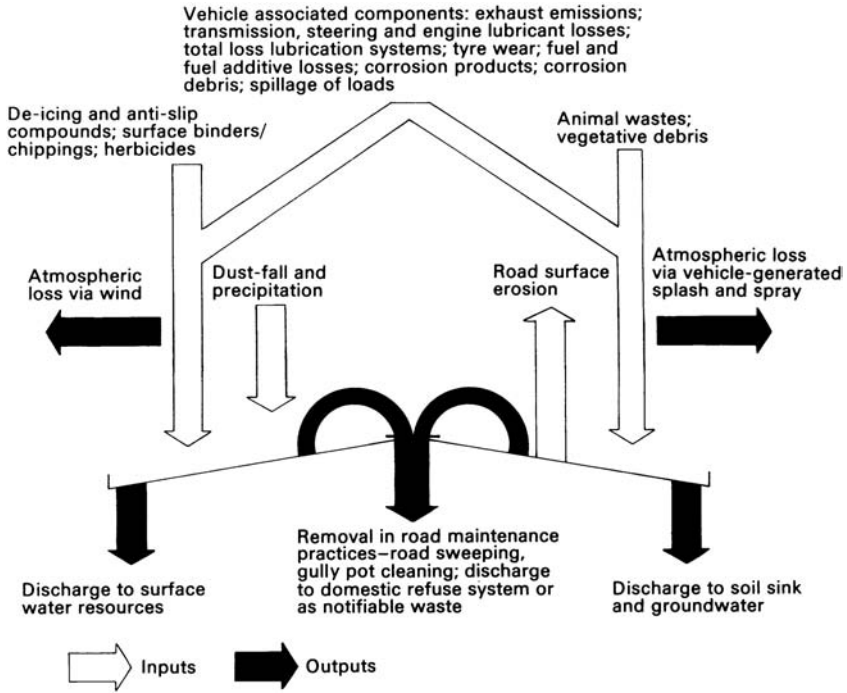 Vehicle associated components: exhaust emissions;
transmission, steering and engine lubricant losses;
total loss lubrication systems; tyre wear; fuel and
fuel additive losses; corrosion products; corrosion
debris; spillage of loads
De-icing and anti-slip
compounds; surface binders/
chippings; herbicides
Animal wastes;
vegetative debris
Atmospheric
loss via wind
Dust-fall and
precipitation
Road surface
erosion
Atmospheric loss
via vehicle-generated
splash and spray
Discharge to surface
water resources
Removal in road maintenance
practices–road sweeping,
gully pot cleaning; discharge
to domestic refuse system or
as notifiable waste
Discharge to soil sink
and groundwater
Inputs
Outputs